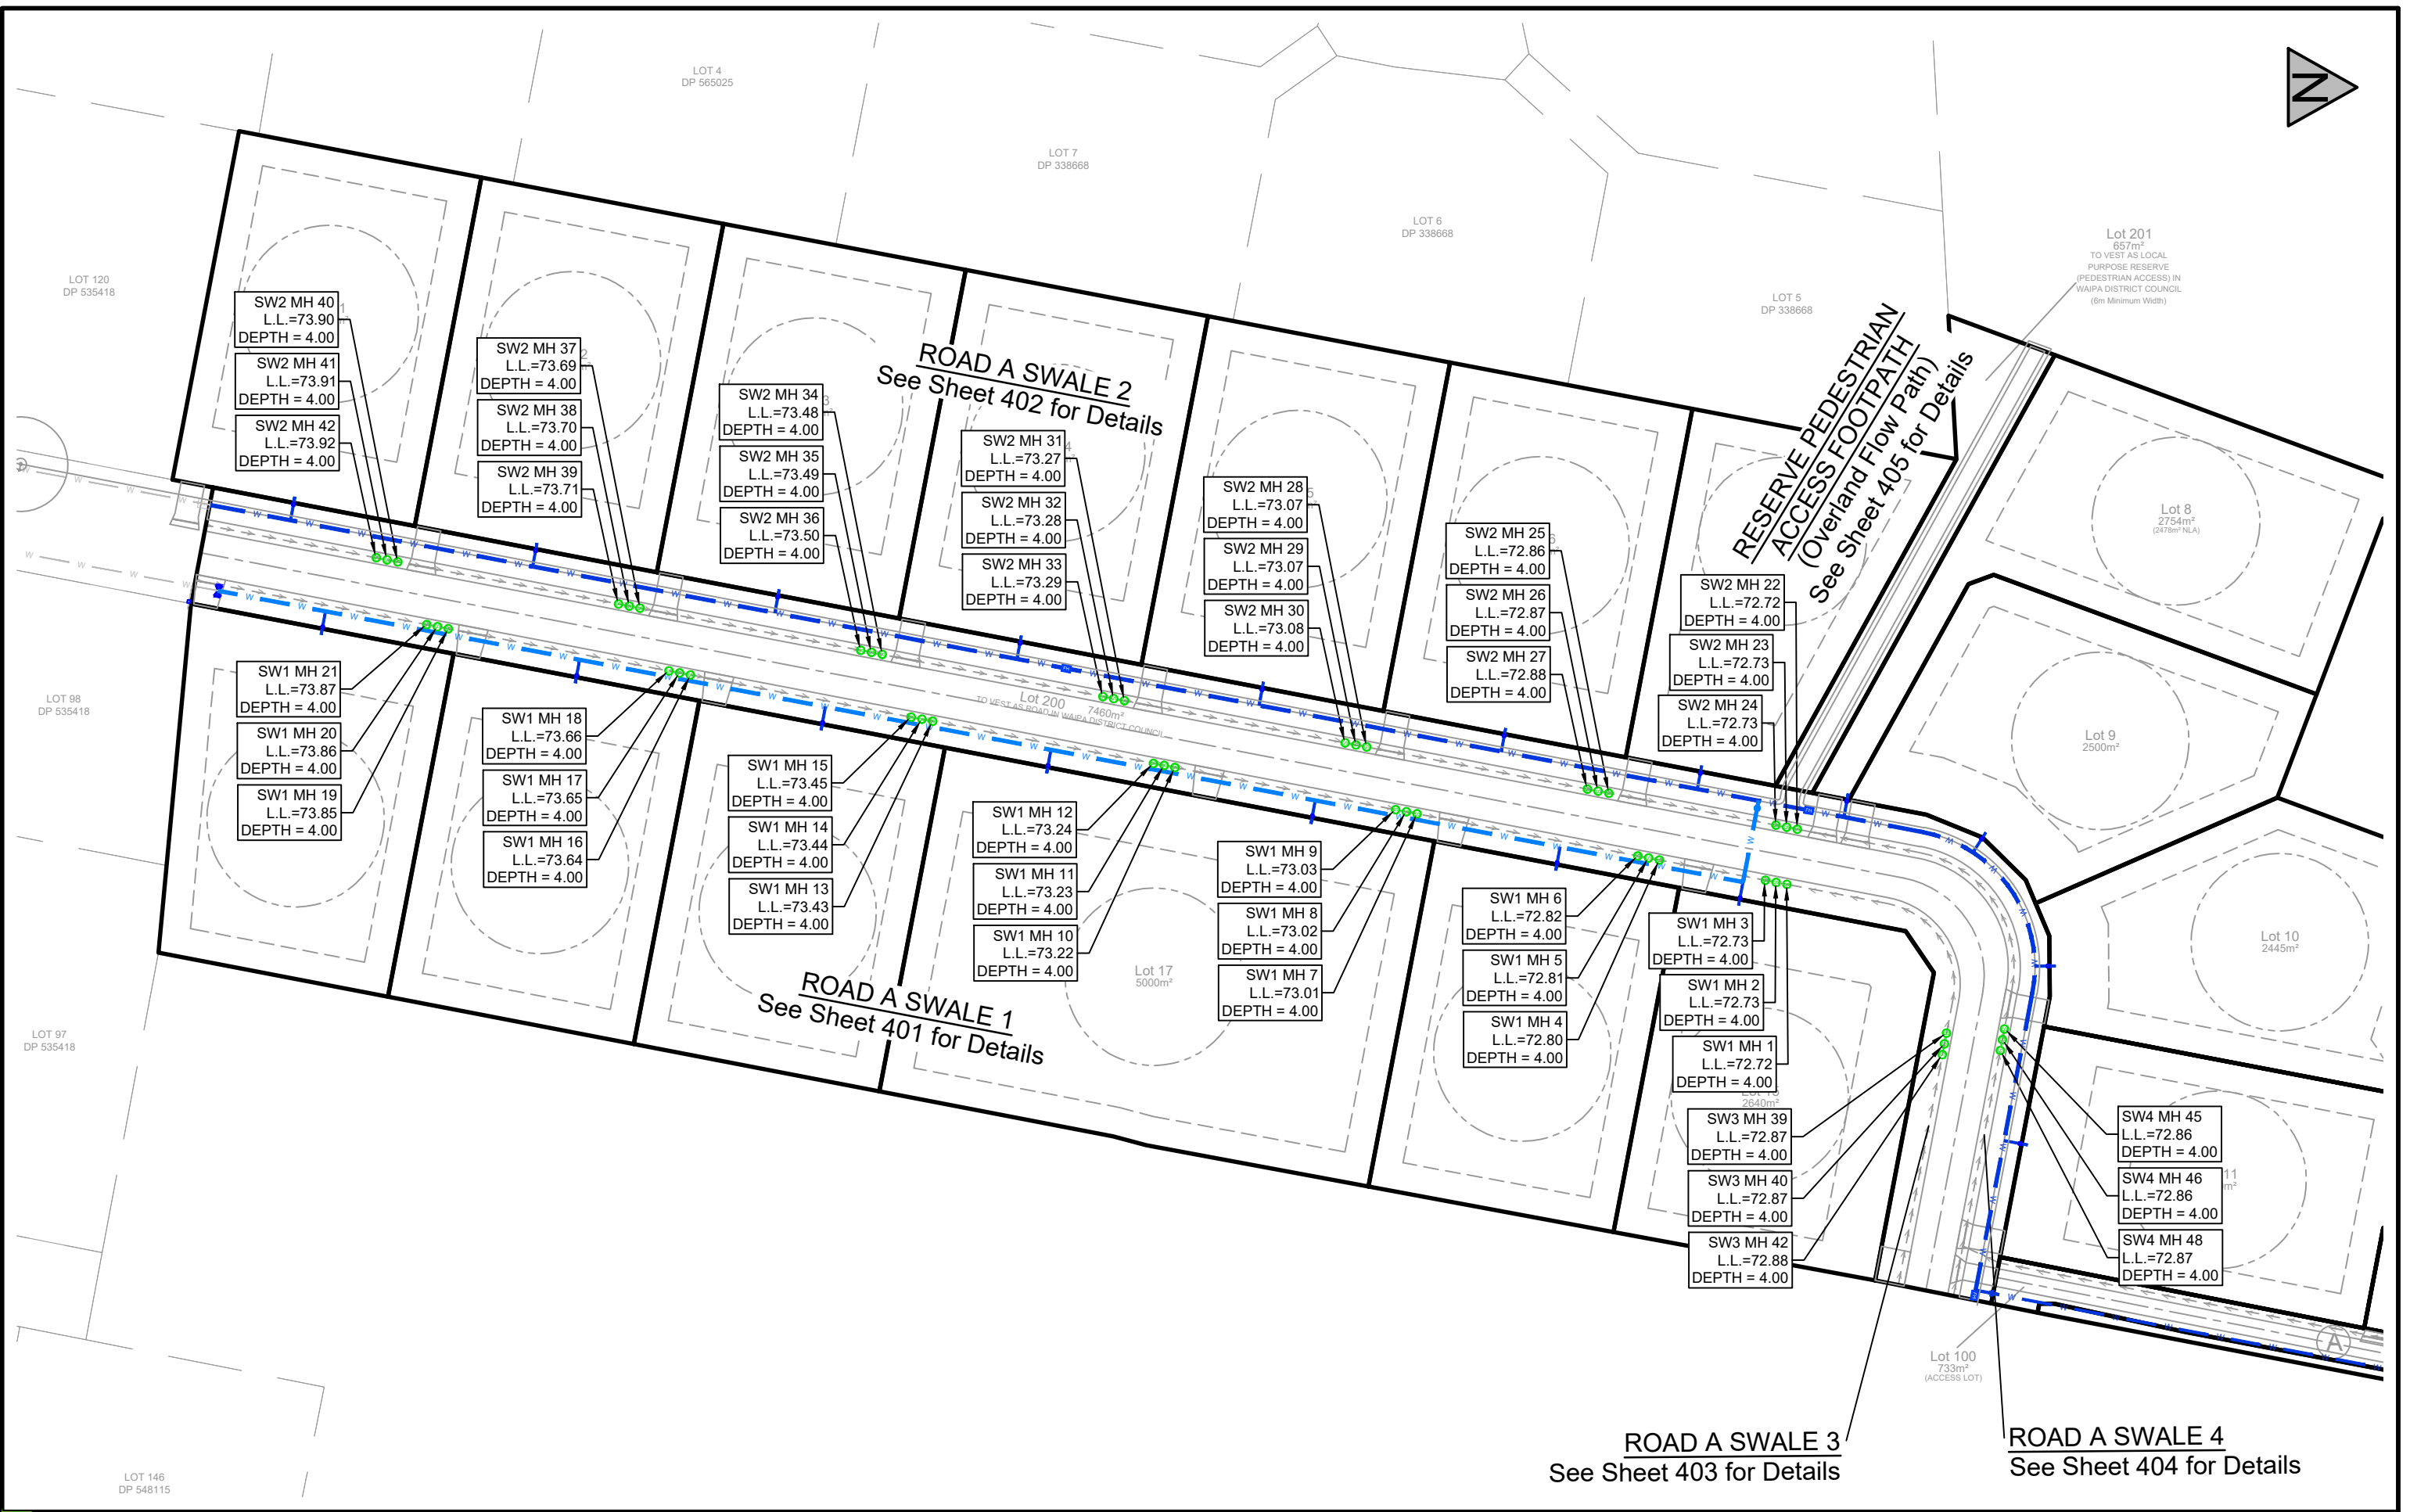 LOT 4
DP 565025
LOT 7
DP 338668
LOT 6
DP 338668
LOT 5
DP 338668
Lot 201
657m²
TO VEST AS LOCAL
PURPOSE RESERVE
(PEDESTRIAN ACCESS) IN
WAIPA DISTRICT COUNCIL
(6m Minimum Width)
N
LOT 120
DP 535418
SW2 MH 40
L.L.=73.90
DEPTH = 4.00
SW2 MH 41
L.L.=73.91
DEPTH = 4.00
SW2 MH 42
L.L.=73.92
DEPTH = 4.00
SW2 MH 37
L.L.=73.69
DEPTH = 4.00
SW2 MH 38
L.L.=73.70
DEPTH = 4.00
SW2 MH 39
L.L.=73.71
DEPTH = 4.00
SW2 MH 34
L.L.=73.48
DEPTH = 4.00
SW2 MH 35
L.L.=73.49
DEPTH = 4.00
SW2 MH 36
L.L.=73.50
DEPTH = 4.00
ROAD A SWALE 2
See Sheet 402 for Details
SW2 MH 31
L.L.=73.27
DEPTH = 4.00
SW2 MH 32
L.L.=73.28
DEPTH = 4.00
SW2 MH 33
L.L.=73.29
DEPTH = 4.00
SW2 MH 28
L.L.=73.07
DEPTH = 4.00
SW2 MH 29
L.L.=73.07
DEPTH = 4.00
SW2 MH 30
L.L.=73.08
DEPTH = 4.00
SW2 MH 25
L.L.=72.86
DEPTH = 4.00
SW2 MH 26
L.L.=72.87
DEPTH = 4.00
SW2 MH 27
L.L.=72.88
DEPTH = 4.00
SW2 MH 22
L.L.=72.72
DEPTH = 4.00
SW2 MH 23
L.L.=72.73
DEPTH = 4.00
SW2 MH 24
L.L.=72.73
DEPTH = 4.00
RESERVE PEDESTRIAN
ACCESS FOOTPATH
(Overland Flow Path)
See Sheet 405 for Details
Lot 8
2754m²
(2478m² NLA)
Lot 9
2500m²
Lot 10
2445m²
Lot 200
7460m²
TO VEST AS ROAD IN WAIPA DISTRICT COUNCIL
LOT 98
DP 535418
SW1 MH 21
L.L.=73.87
DEPTH = 4.00
SW1 MH 20
L.L.=73.86
DEPTH = 4.00
SW1 MH 19
L.L.=73.85
DEPTH = 4.00
SW1 MH 18
L.L.=73.66
DEPTH = 4.00
SW1 MH 17
L.L.=73.65
DEPTH = 4.00
SW1 MH 16
L.L.=73.64
DEPTH = 4.00
SW1 MH 15
L.L.=73.45
DEPTH = 4.00
SW1 MH 14
L.L.=73.44
DEPTH = 4.00
SW1 MH 13
L.L.=73.43
DEPTH = 4.00
SW1 MH 12
L.L.=73.24
DEPTH = 4.00
SW1 MH 11
L.L.=73.23
DEPTH = 4.00
SW1 MH 10
L.L.=73.22
DEPTH = 4.00
Lot 17
5000m²
SW1 MH 9
L.L.=73.03
DEPTH = 4.00
SW1 MH 8
L.L.=73.02
DEPTH = 4.00
SW1 MH 7
L.L.=73.01
DEPTH = 4.00
SW1 MH 6
L.L.=72.82
DEPTH = 4.00
SW1 MH 5
L.L.=72.81
DEPTH = 4.00
SW1 MH 4
L.L.=72.80
DEPTH = 4.00
SW1 MH 3
L.L.=72.73
DEPTH = 4.00
SW1 MH 2
L.L.=72.73
DEPTH = 4.00
SW1 MH 1
L.L.=72.72
DEPTH = 4.00
2640m²
ROAD A SWALE 1
See Sheet 401 for Details
LOT 97
DP 535418
SW3 MH 39
L.L.=72.87
DEPTH = 4.00
SW3 MH 40
L.L.=72.87
DEPTH = 4.00
SW3 MH 42
L.L.=72.88
DEPTH = 4.00
SW4 MH 45
L.L.=72.86
DEPTH = 4.00
SW4 MH 46
L.L.=72.86
DEPTH = 4.00
SW4 MH 48
L.L.=72.87
DEPTH = 4.00
11
A
Lot 100
733m²
(ACCESS LOT)
ROAD A SWALE 3
See Sheet 403 for Details
ROAD A SWALE 4
See Sheet 404 for Details
LOT 146
DP 548115